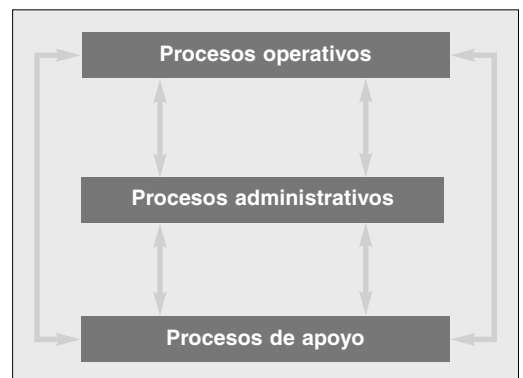 Procesos operativos
Procesos administrativos
Procesos de apoyo